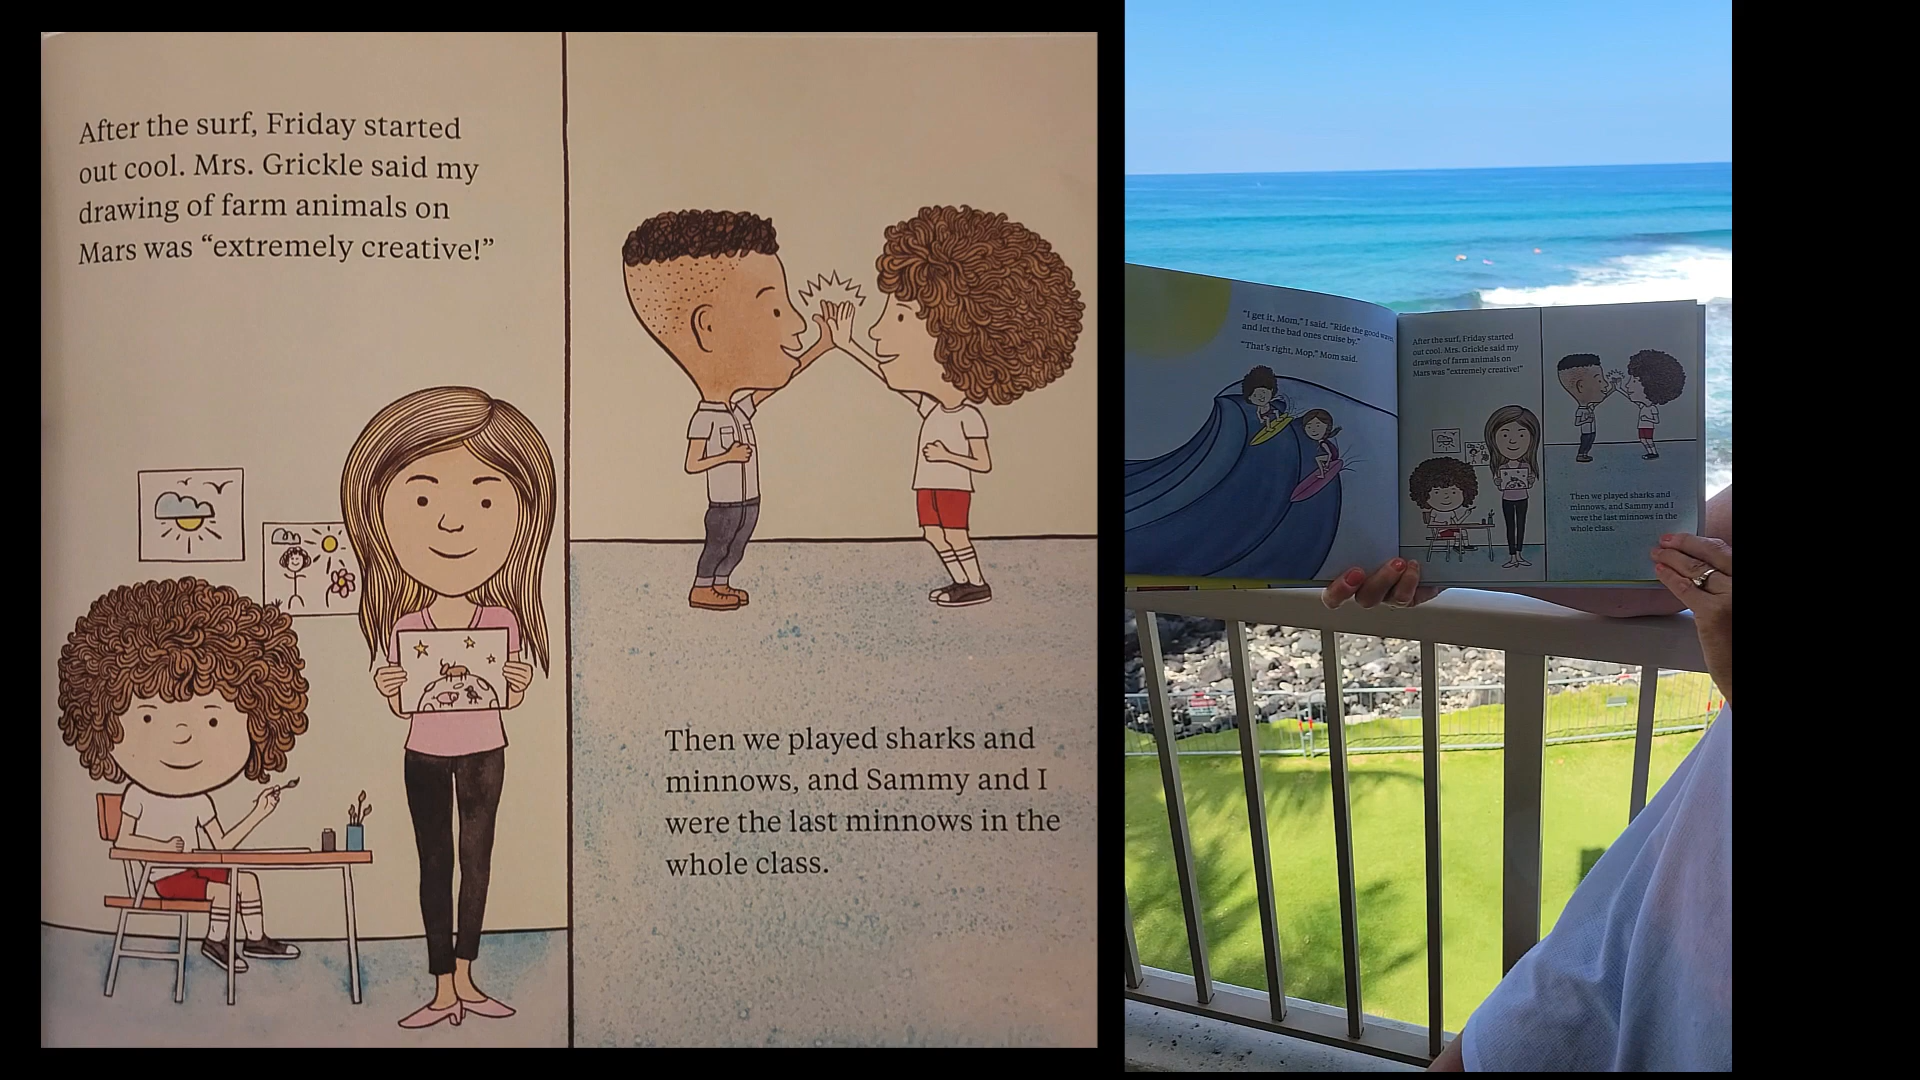 After the surf, Friday started
out cool. Mrs. Grickle said my
drawing of farm animals on
Mars was “extremely creative!”
Then we played sharks and
minnows, and Sammy and I
were the last minnows in the
whole class.
“I get it, Mom,” I said. “Ride the good waves
and let the bad ones cruise by.”
“That’s right, Mop,” Mom said.
After the surf, Friday started
out cool. Mrs. Grickle said my
drawing of farm animals on
Mars was “extremely creative!”
Then we played sharks and
minnows, and Sammy and I
were the last minnows in the
whole class.